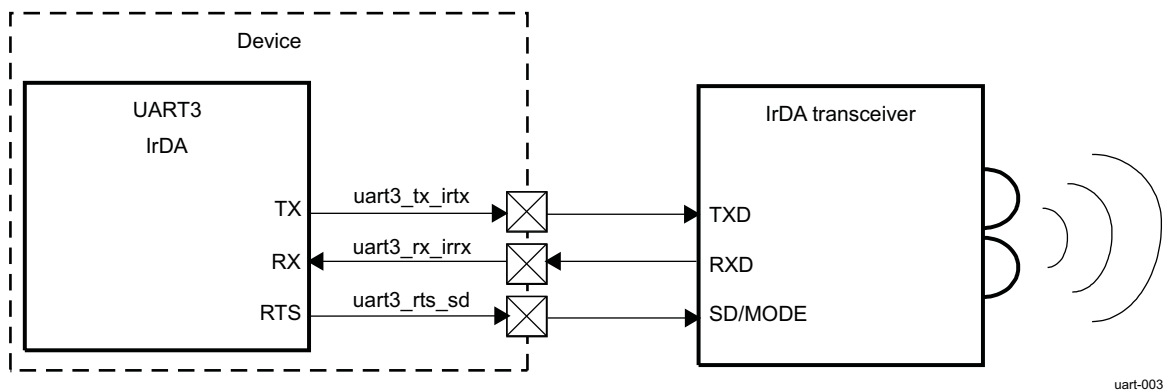 Device
UART3
IrDA
IrDA transceiver
TX
uart3_tx_irtx
TXD
RX
uart3_rx_irrx
RXD
RTS
uart3_rts_sd
SD/MODE
uart-003